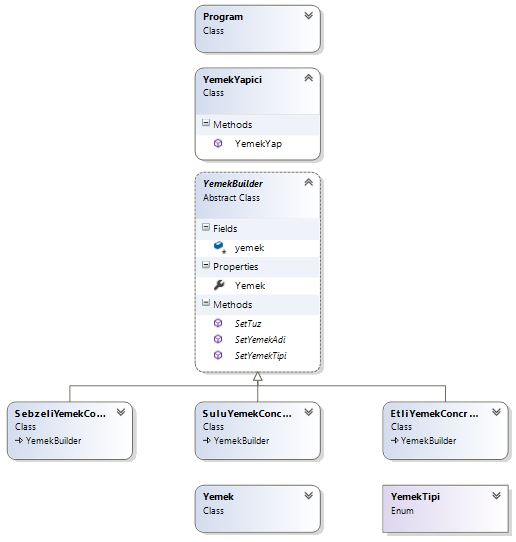 Program
Class
YemekYapici
Class
Methods
YemekYap
YemekBuilder
Abstract Class
Fields
yemek
Properties
Yemek
Methods
SetTuz
SetYemekAdi
SetYemekTipi
SebzeliYemekCo...
Class
YemekBuilder
SuluYemekConc...
Class
YemekBuilder
EtliYemekConcr...
Class
YemekBuilder
Yemek
Class
YemekTipi
Enum